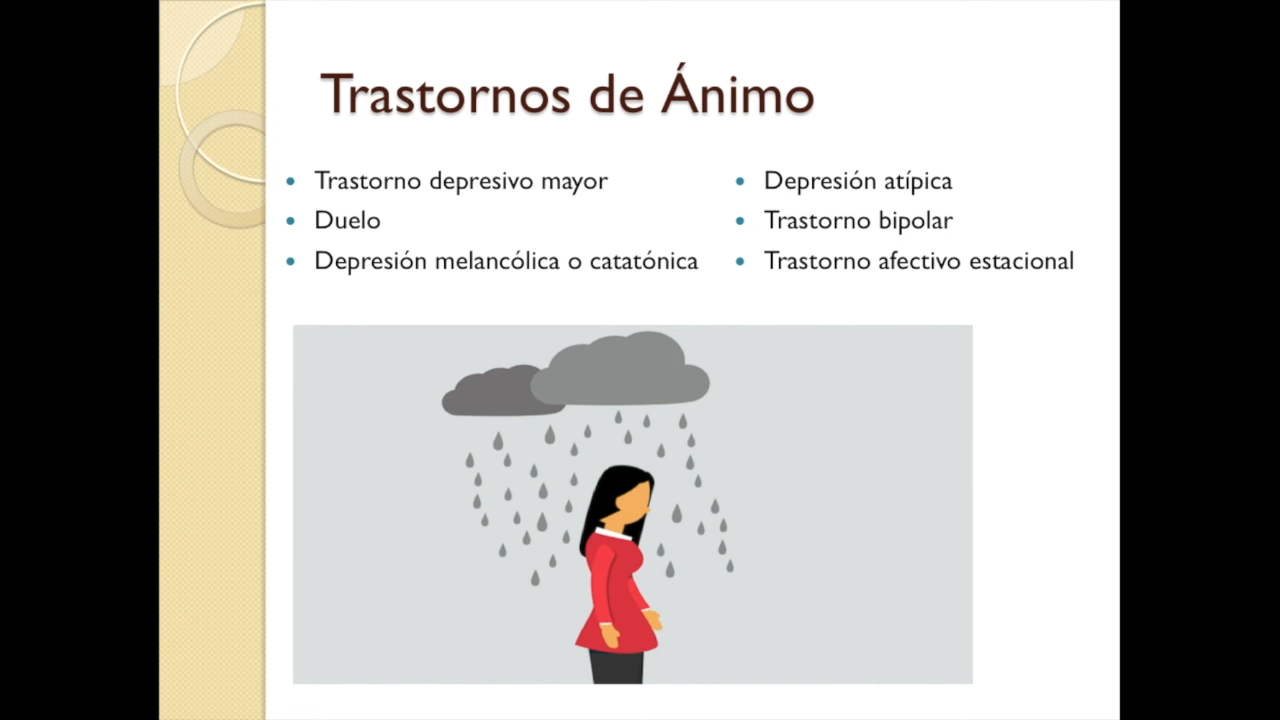 Trastornos de Ánimo
Trastorno depresivo mayor
Duelo
Depresión melancólica o catatónica
Depresión atípica
Trastorno bipolar
Trastorno afectivo estacional